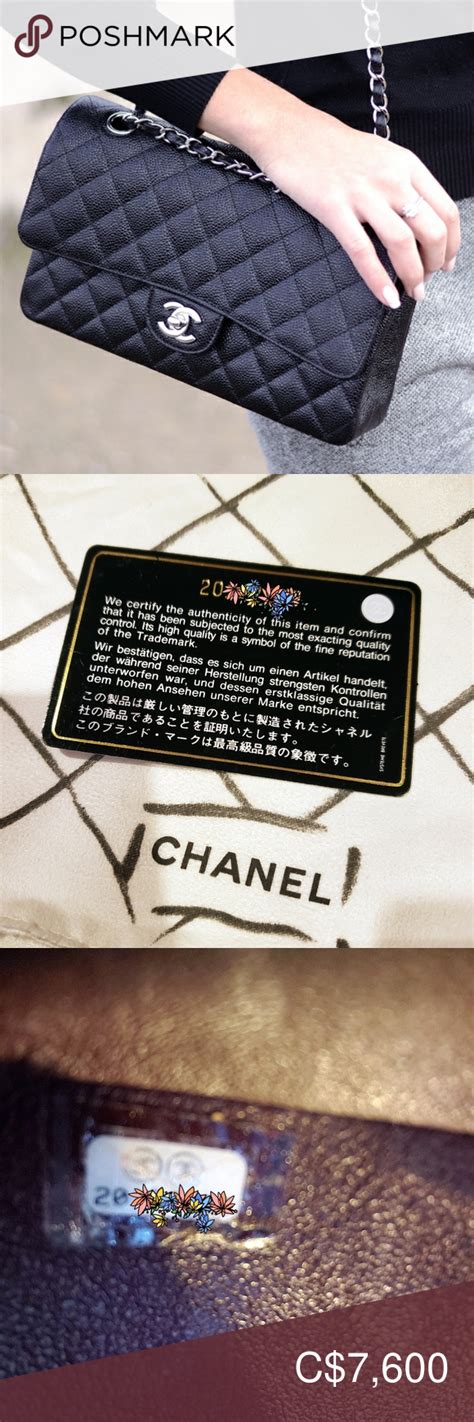 POSHMARK
20
We certify the authenticity of this item and confirm
that it has been subjected to the most exacting quality
control. Its high quality is a symbol of the fine reputation
of the Trademark.
Wir bestätigen, dass es sich um einen Artikel handelt,
der während seiner Herstellung strengsten Kontrollen
unterworfen war, und dessen erstklassige Qualität
dem hohen Ansehen unserer Marke entspricht.
この製品は厳しい管理のもとに製造されたシャネル
社の商品であることを証明いたします。
このブランド・マークは最高級品質の象徴です。
CHANEL
20
C$7,600